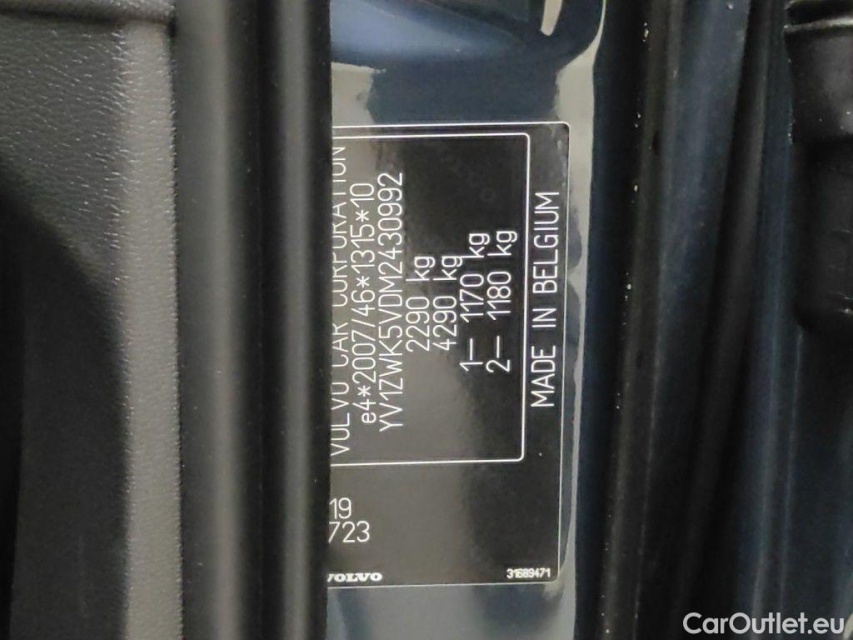 VOLVO CAR CORPORATION
e4*2007/46*1315*10
YV1ZWK5VDM2430992
2290 kg
4290 kg
1— 1170 kg
2— 1180 kg
MADE IN BELGIUM
19
723
VOLVO
31689471
CarOutlet.eu